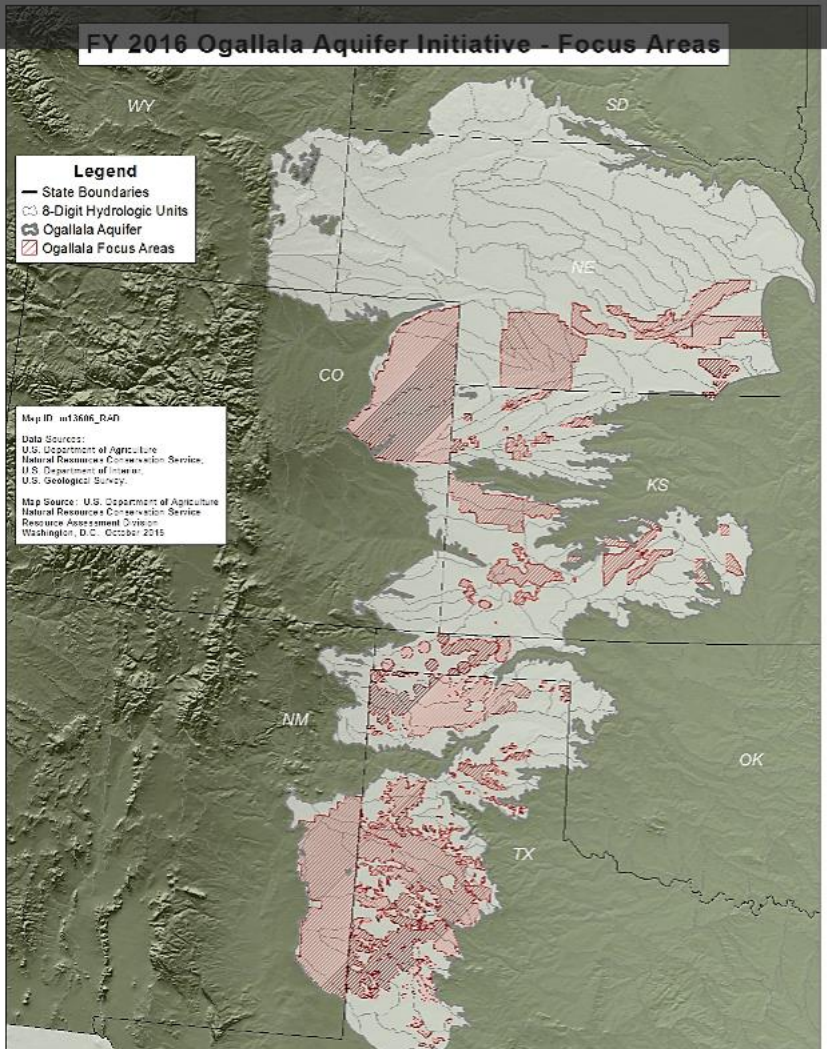 FY 2016 Ogallala Aquifer Initiative - Focus Areas
WY
SD
Legend
State Boundaries
8-Digit Hydrologic Units
Ogallala Aquifer
Ogallala Focus Areas
NE
CO
Map ID: m13606_RAD
Data Sources:
U.S. Department of Agriculture
Natural Resources Conservation Service,
U.S. Department of Interior,
U.S. Geological Survey.
Map Source: U.S. Department of Agriculture
Natural Resources Conservation Service
Resource Assessment Division
Washington, D.C. October 2015
KS
NM
OK
TX